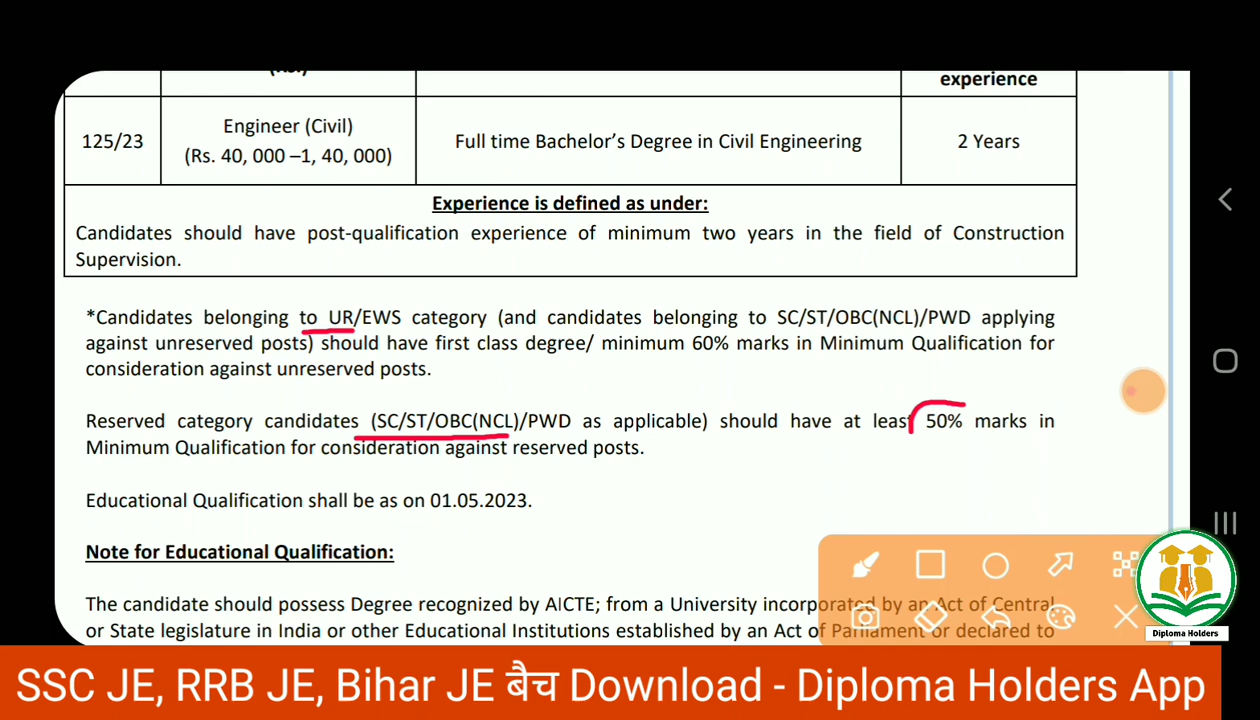 experience
125/23
Engineer (Civil)
(Rs. 40, 000 –1, 40, 000)
Full time Bachelor’s Degree in Civil Engineering
2 Years
Experience is defined as under:
Candidates should have post-qualification experience of minimum two years in the field of Construction
Supervision.
*Candidates belonging to UR/EWS category (and candidates belonging to SC/ST/OBC(NCL)/PWD applying
against unreserved posts) should have first class degree/ minimum 60% marks in Minimum Qualification for
consideration against unreserved posts.
Reserved category candidates (SC/ST/OBC(NCL)/PWD as applicable) should have at least 50% marks in
Minimum Qualification for consideration against reserved posts.
Educational Qualification shall be as on 01.05.2023.
Note for Educational Qualification:
The candidate should possess Degree recognized by AICTE; from a University incorporated by an Act of Central
or State legislature in India or other Educational Institutions established by an Act of Parliament or declared to
Diploma Holders
SSC JE, RRB JE, Bihar JE बैच Download - Diploma Holders App